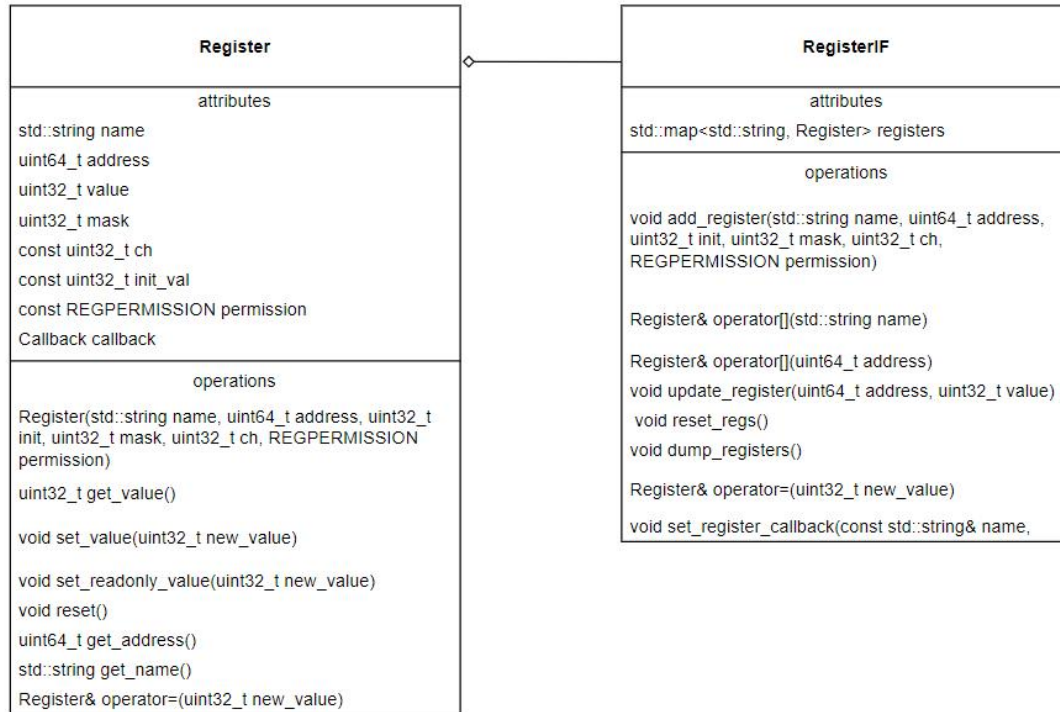 Register
attributes
std::string name
uint64_t address
uint32_t value
uint32_t mask
const uint32_t ch
const uint32_t init_val
const REGPERMISSION permission
Callback callback
operations
Register(std::string name, uint64_t address, uint32_t
init, uint32_t mask, uint32_t ch, REGPERMISSION
permission)
uint32_t get_value()
void set_value(uint32_t new_value)
void set_readonly_value(uint32_t new_value)
void reset()
uint64_t get_address()
std::string get_name()
Register& operator=(uint32_t new_value)
RegisterIF
attributes
std::map<std::string, Register> registers
operations
void add_register(std::string name, uint64_t address,
uint32_t init, uint32_t mask, uint32_t ch,
REGPERMISSION permission)
Register& operator[](std::string name)
Register& operator[](uint64_t address)
void update_register(uint64_t address, uint32_t value)
void reset_regs()
void dump_registers()
Register& operator=(uint32_t new_value)
void set_register_callback(const std::string& name,